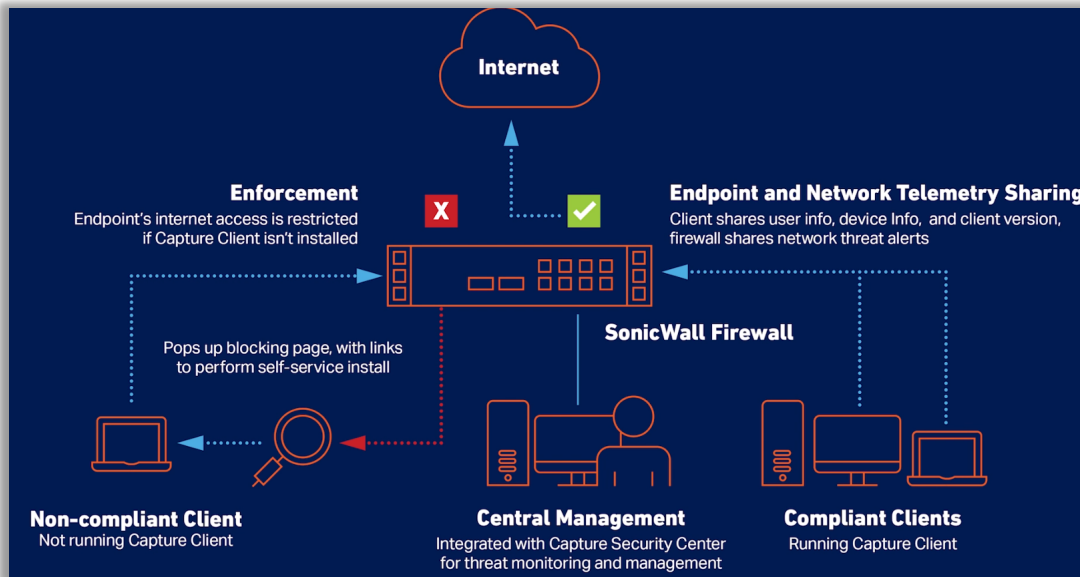 Internet
Enforcement
Endpoint's internet access is restricted
if Capture Client isn't installed
X
Endpoint and Network Telemetry Sharing
Client shares user info, device Info, and client version,
firewall shares network threat alerts
SonicWall Firewall
Pops up blocking page, with links
to perform self-service install
Non-compliant Client
Not running Capture Client
Central Management
Integrated with Capture Security Center
for threat monitoring and management
Compliant Clients
Running Capture Client